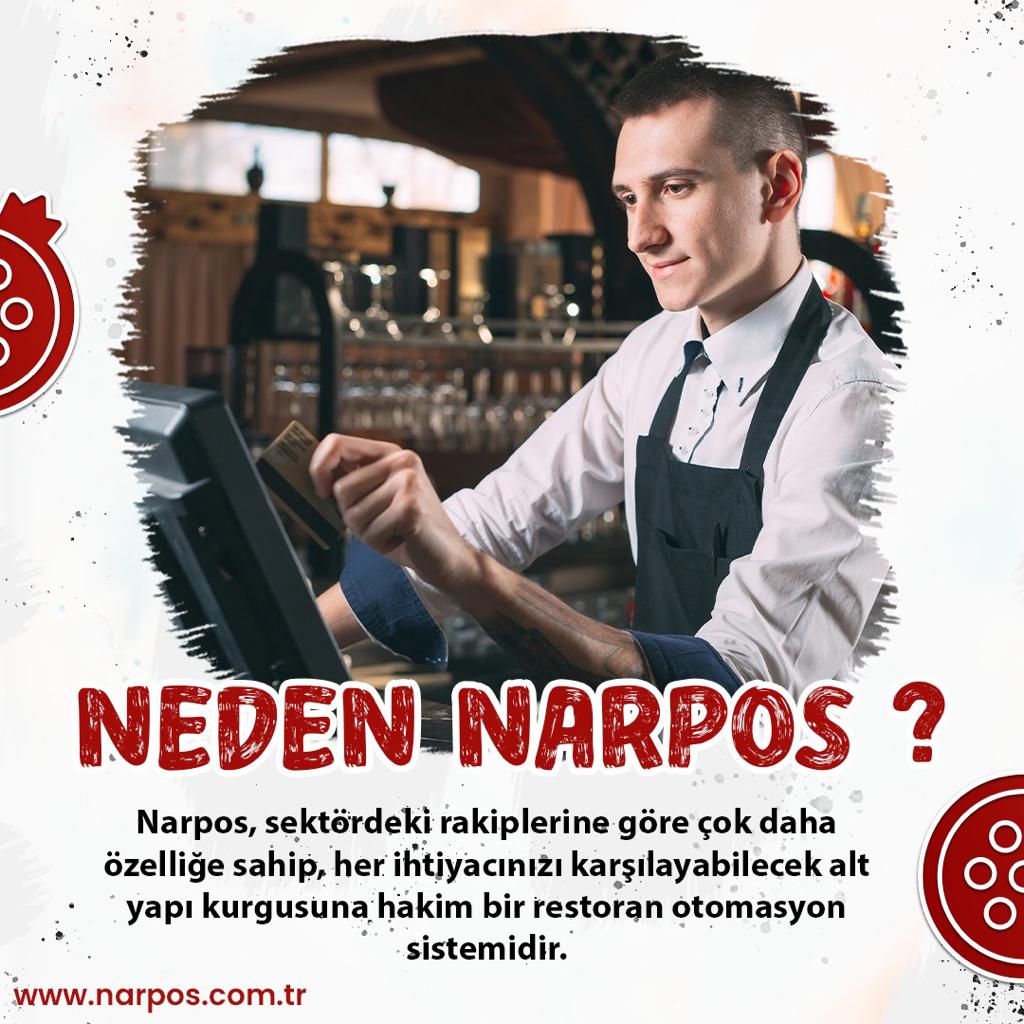 NEDEN NARPOS ?
Narpos, sektördeki rakiplerine göre çok daha
özelliğe sahip, her ihtiyacınızı karşılayabilecek alt
yapı kurgusuna hakim bir restoran otomasyon
sistemidir.
www.narpos.com.tr